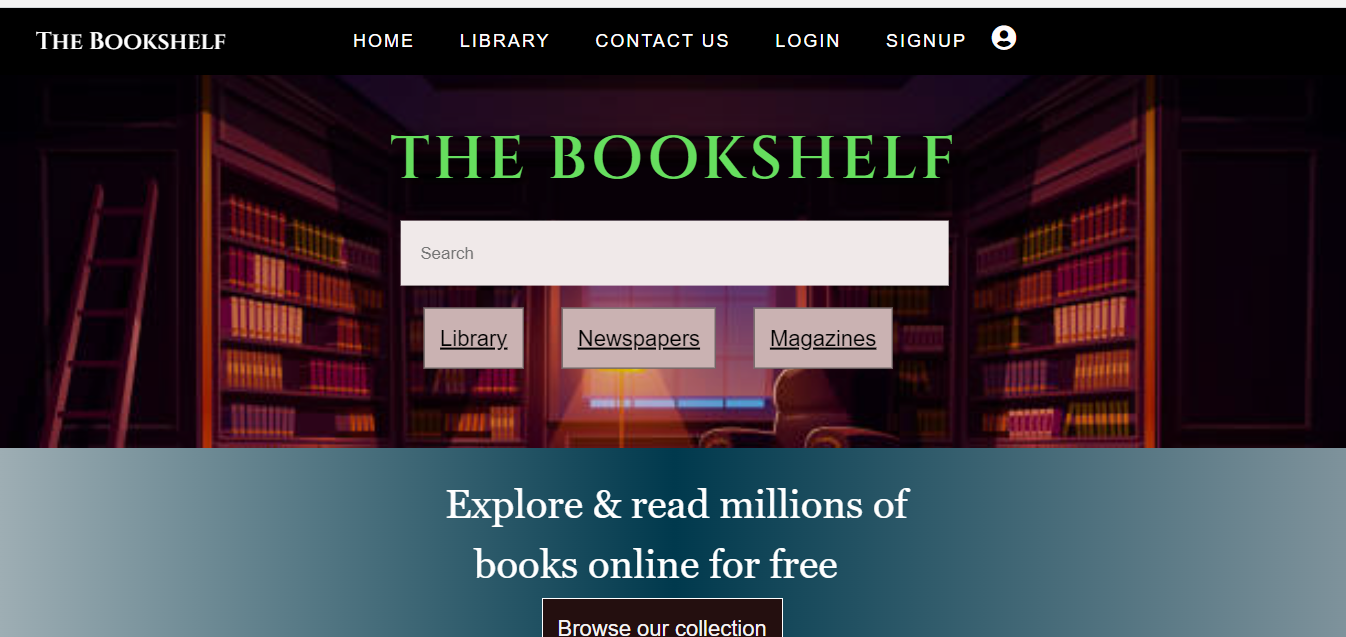 The Bookshelf HOME LIBRARY CONTACT US LOGIN SIGNUP
THE BOOKSHELF
Search
Library Newspapers Magazines
Explore & read millions of
books online for free
Browse our collection